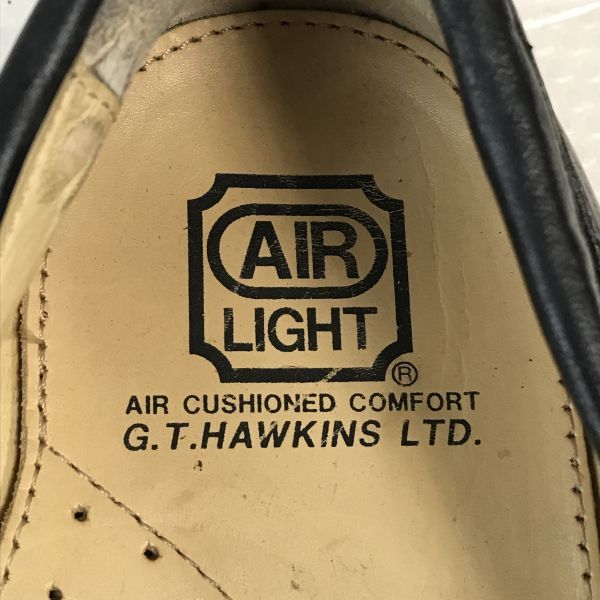 AIR
LIGHT
®
AIR CUSHIONED COMFORT
G.T.HAWKINS LTD.